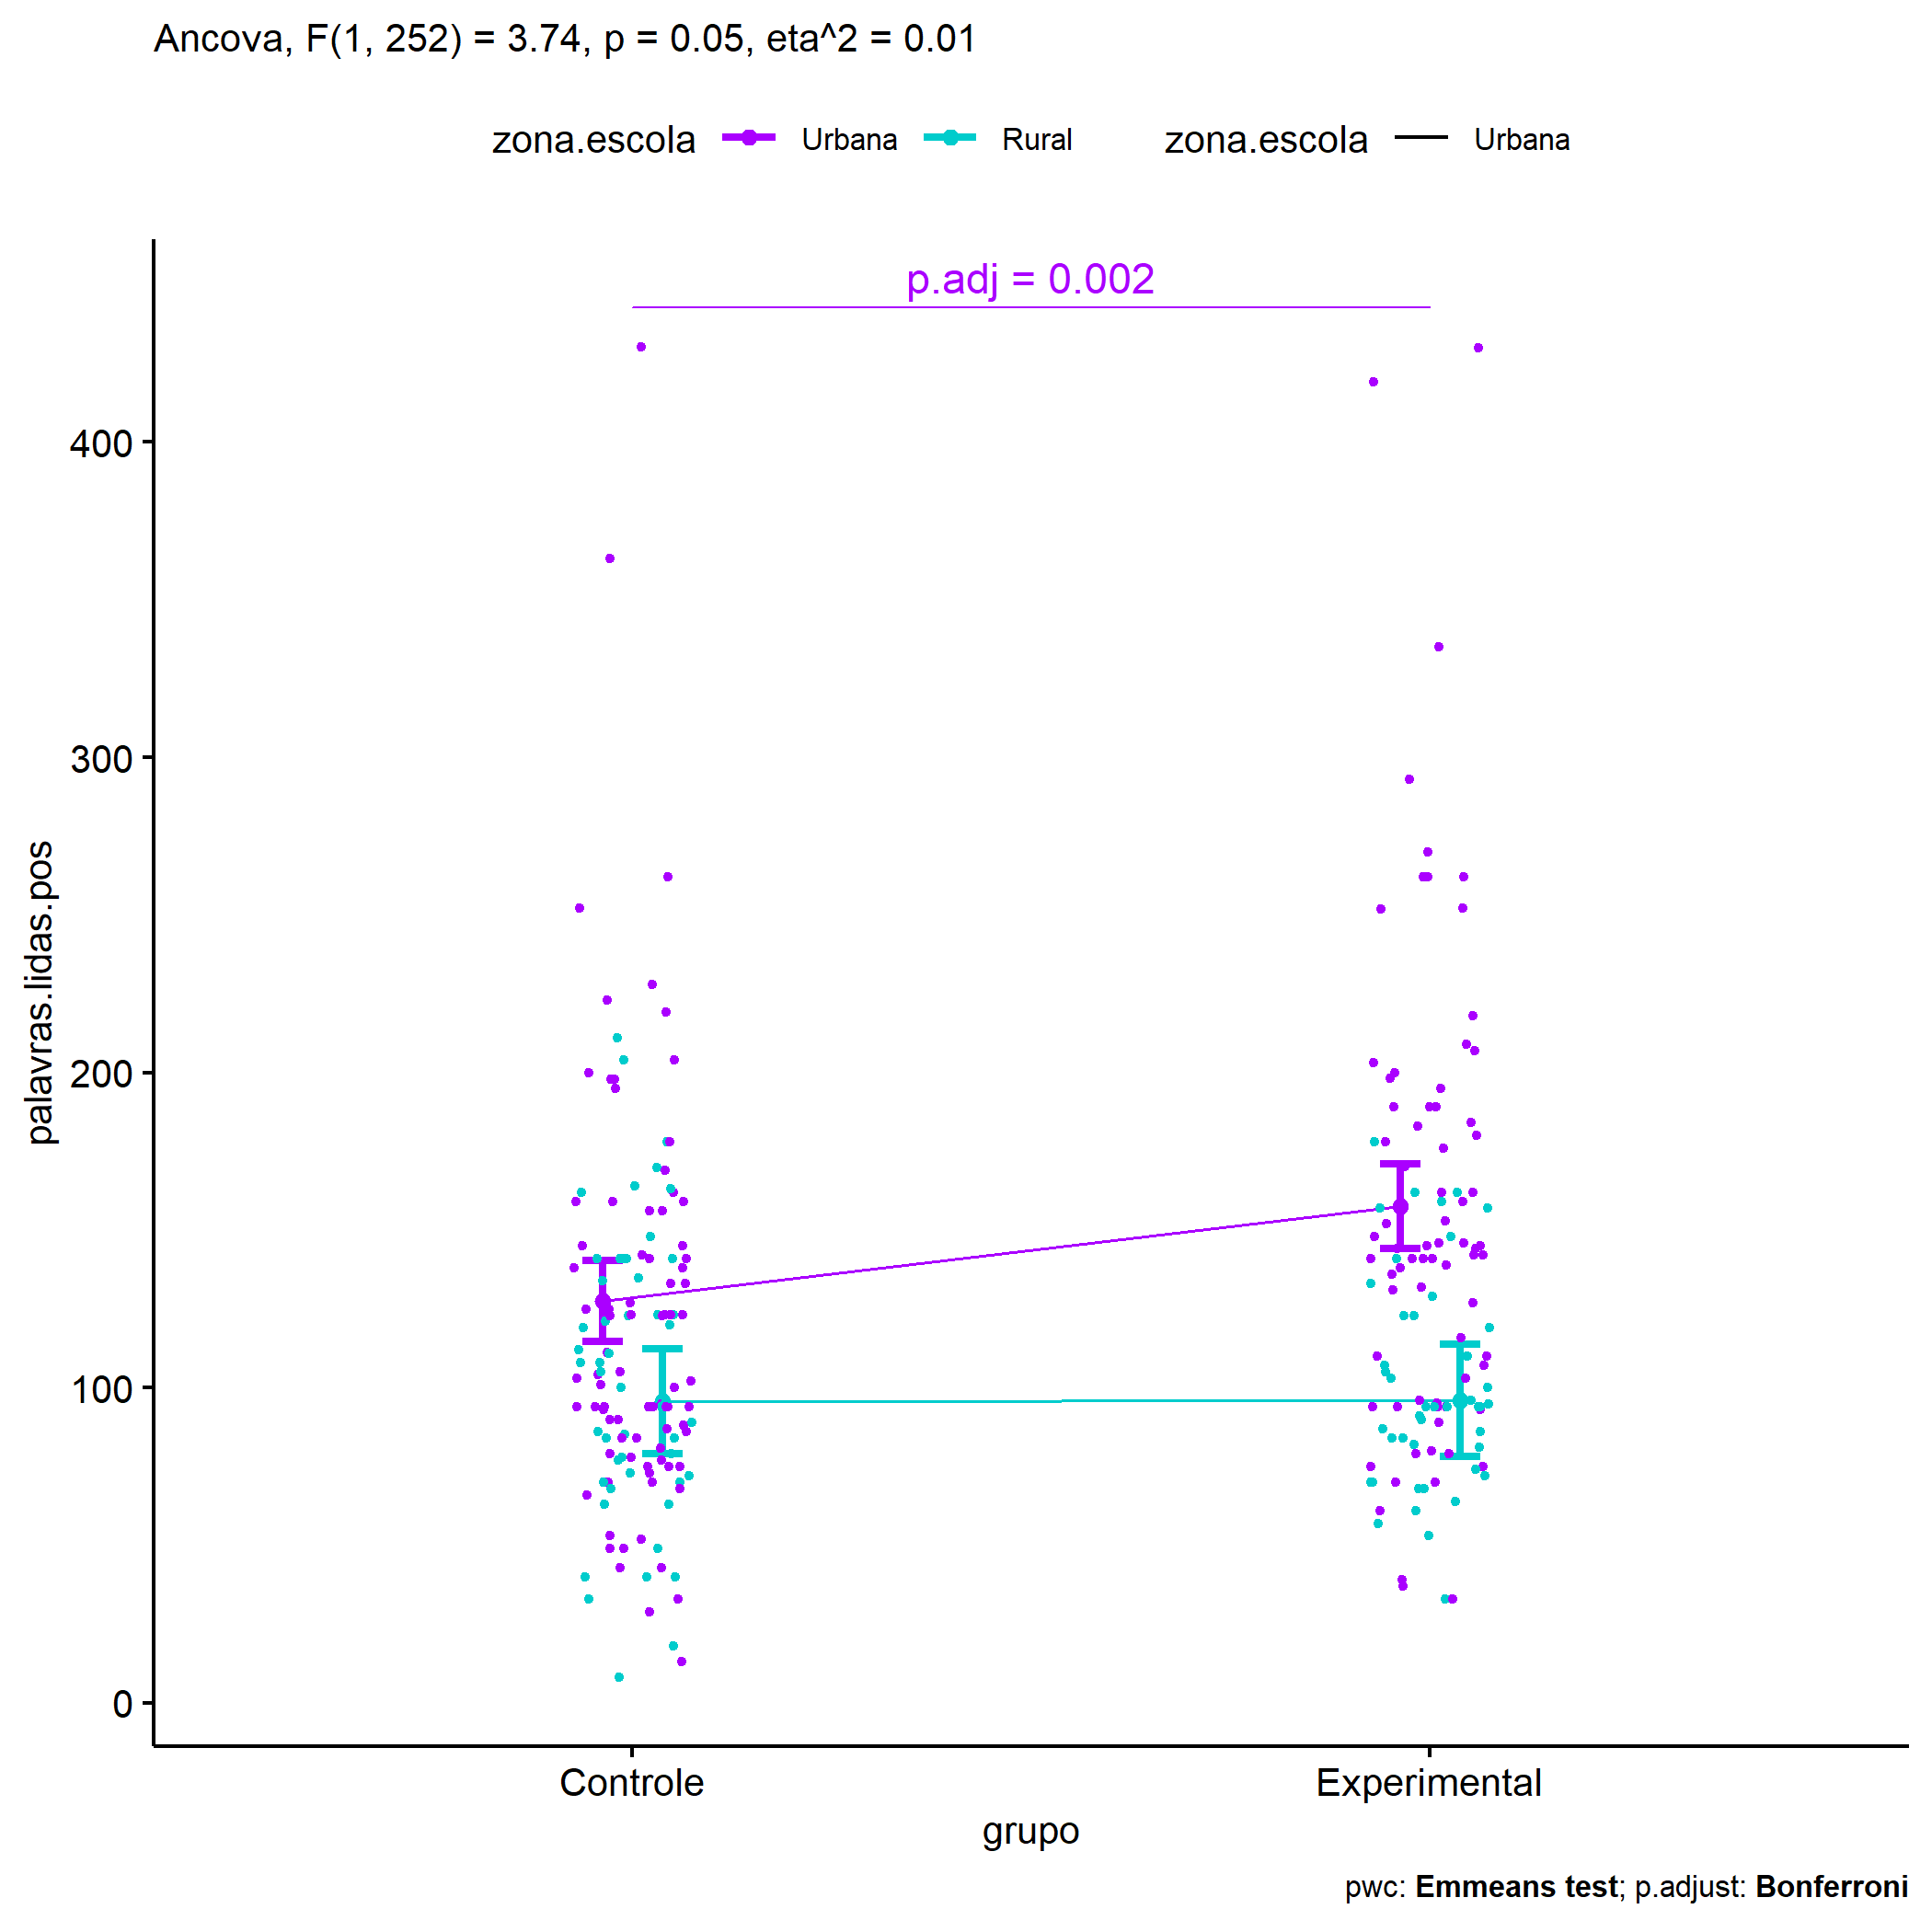 Ancova, F(1, 252) = 3.74, p = 0.05, eta^2 = 0.01
zona.escola Urbana Rural zona.escola Urbana
p.adj = 0.002
400
300
200
100
0
palavras.lidas.pos
Controle Experimental
grupo
pwc: Emmeans test; p.adjust: Bonferroni